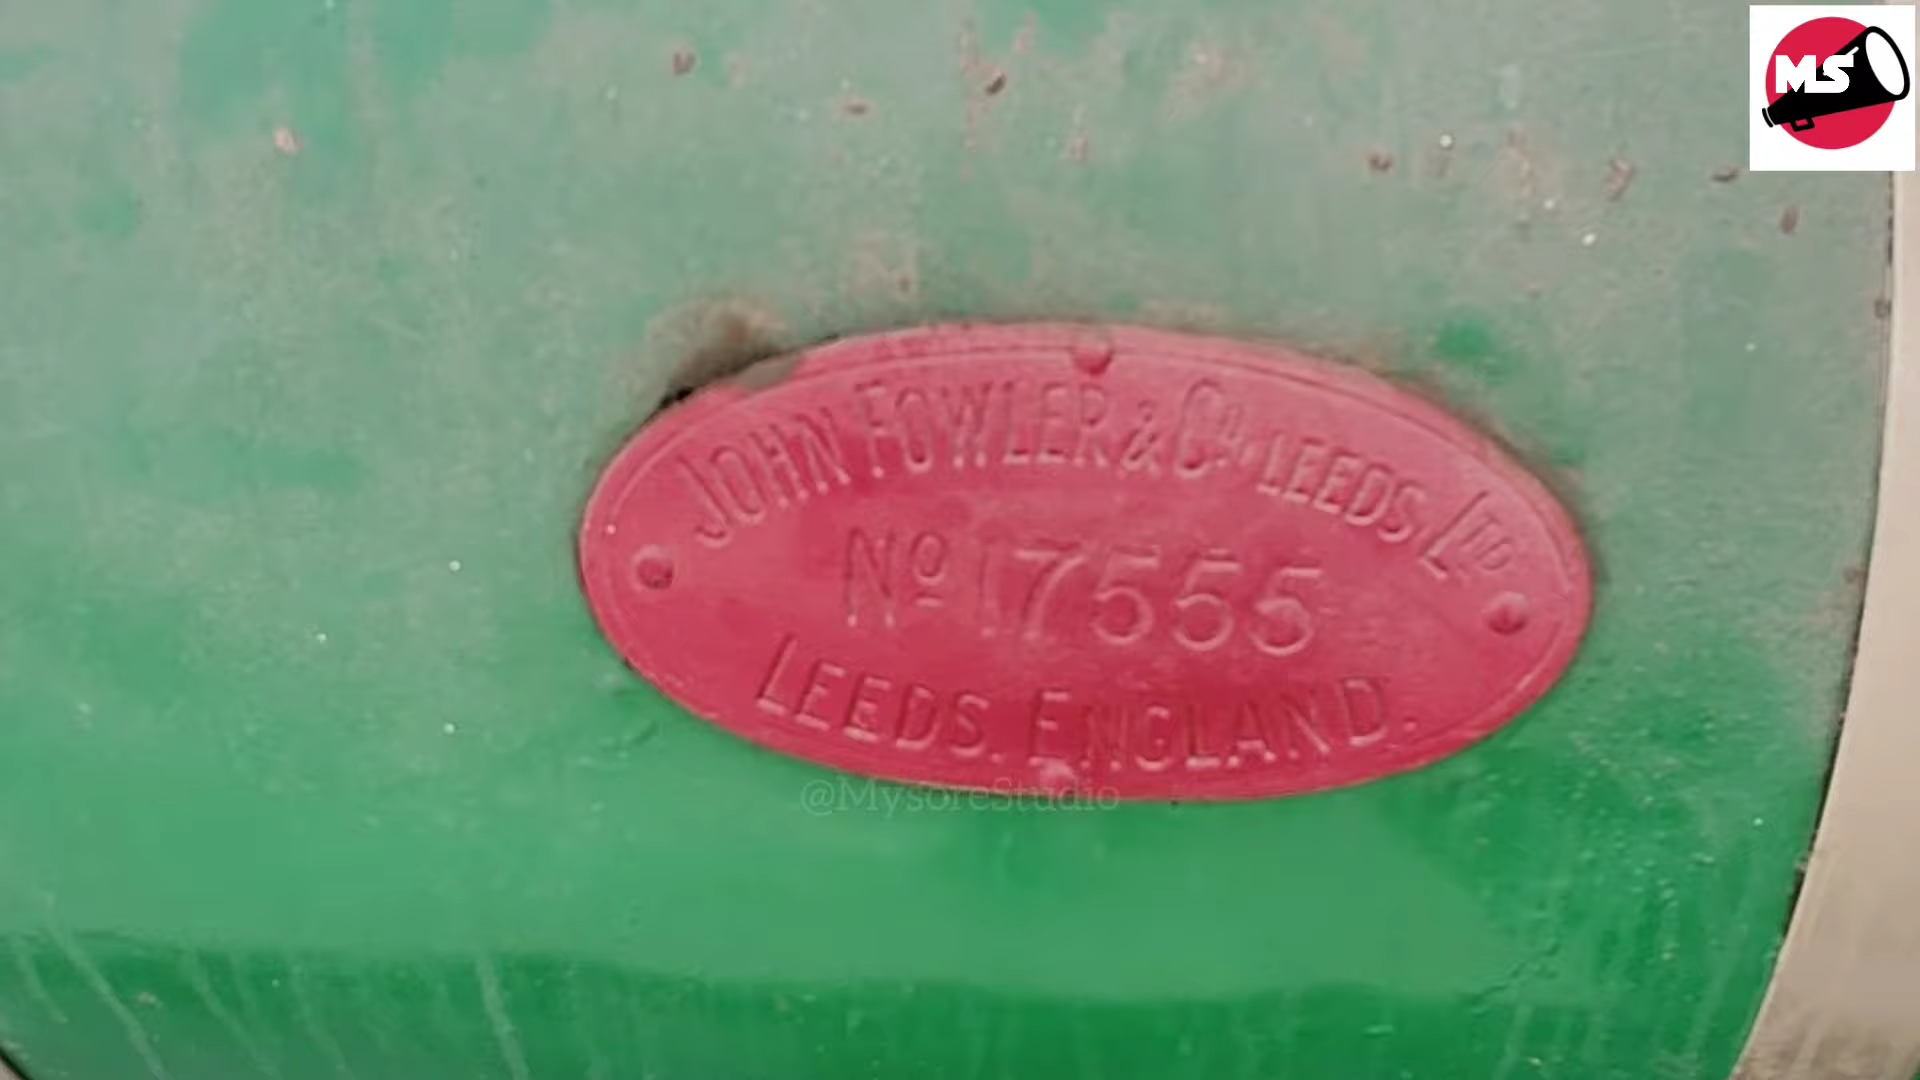 MS
JOHN FOWLER & Co. LEEDS LTD
No 17555
LEEDS. ENGLAND.
@MysoreStudio